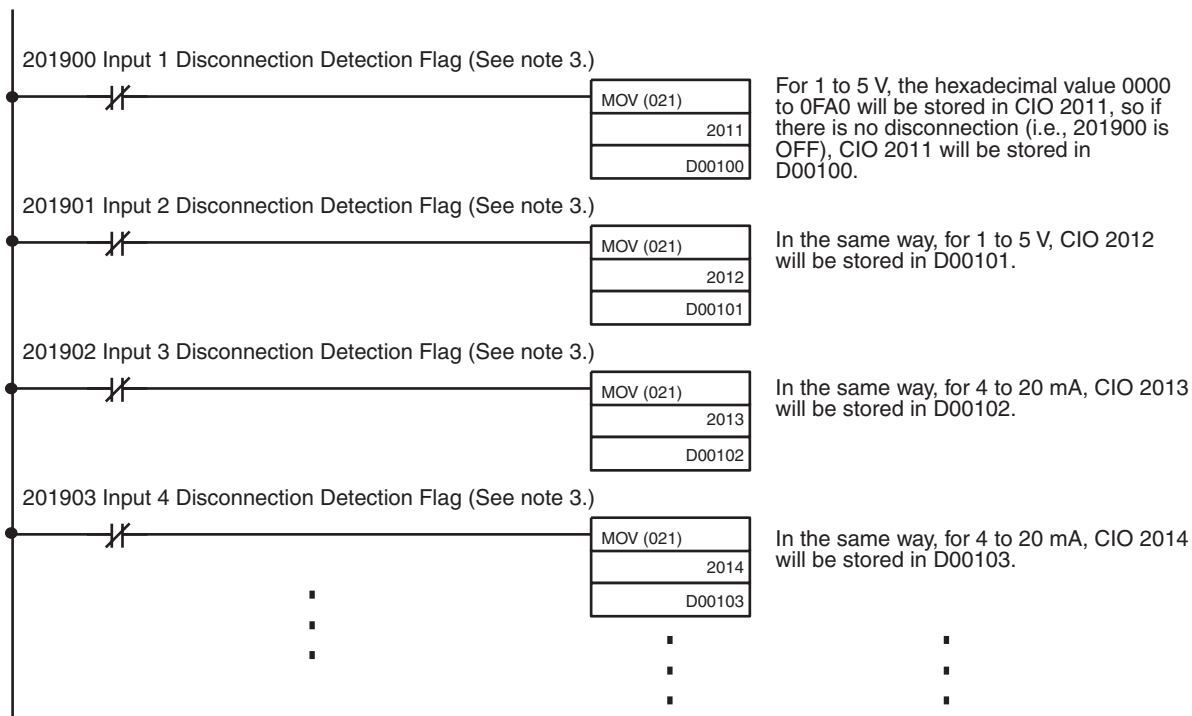 201900 Input 1 Disconnection Detection Flag (See note 3.)
MOV (021)
2011
D00100
For 1 to 5 V, the hexadecimal value 0000
to 0FA0 will be stored in CIO 2011, so if
there is no disconnection (i.e., 201900 is
OFF), CIO 2011 will be stored in
D00100.
201901 Input 2 Disconnection Detection Flag (See note 3.)
MOV (021)
2012
D00101
In the same way, for 1 to 5 V, CIO 2012
will be stored in D00101.
201902 Input 3 Disconnection Detection Flag (See note 3.)
MOV (021)
2013
D00102
In the same way, for 4 to 20 mA, CIO 2013
will be stored in D00102.
201903 Input 4 Disconnection Detection Flag (See note 3.)
MOV (021)
2014
D00103
In the same way, for 4 to 20 mA, CIO 2014
will be stored in D00103.